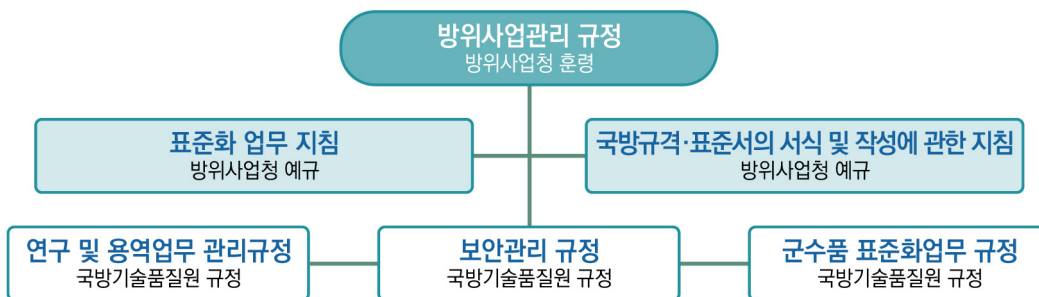 방위사업관리 규정
방위사업청 훈령
표준화 업무 지침
방위사업청 예규
국방규격·표준서의 서식 및 작성에 관한 지침
방위사업청 예규
연구 및 용역업무 관리규정
국방기술품질원 규정
보안관리 규정
국방기술품질원 규정
군수품 표준화업무 규정
국방기술품질원 규정